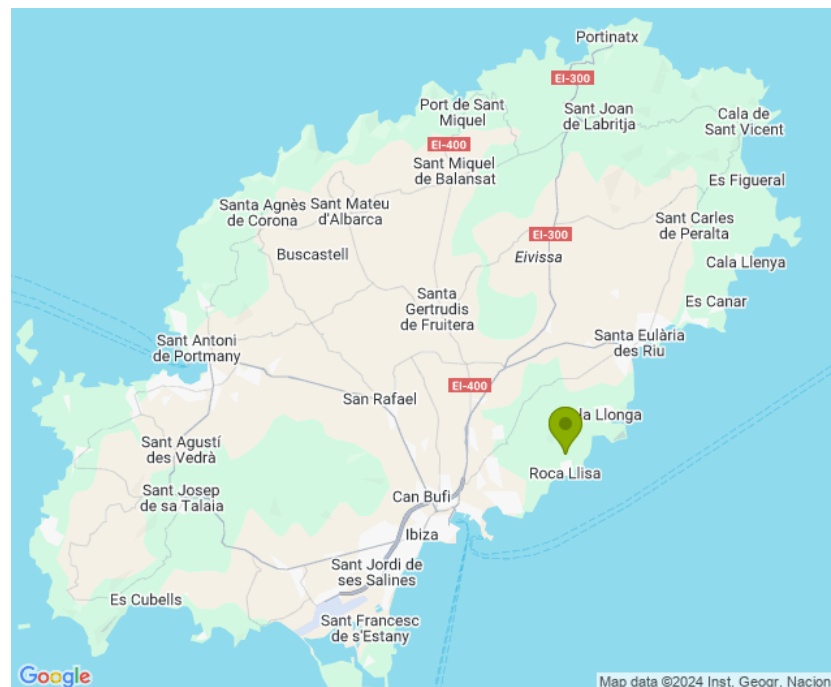 Portinatx
EI-300
Port de Sant
Miquel
Sant Joan
de Labritja
Cala de
Sant Vicent
EI-400
Sant Miquel
de Balansat
Es Figueral
Santa Agnès
de Corona
Sant Mateu
d'Albarca
Sant Carles
de Peralta
EI-300
Buscastell
Eivissa
Cala Llenya
Santa
Gertrudis
de Fruitera
Es Canar
Sant Antoni
de Portmany
Santa Eulària
des Riu
EI-400
San Rafael
la Llonga
Sant Agustí
des Vedrà
Roca Llisa
Sant Josep
de sa Talaia
Can Bufi
Ibiza
Sant Jordi de
ses Salines
Es Cubells
Sant Francesc
de s'Estany
Google
Map data ©2024 Inst. Geogr. Nacion